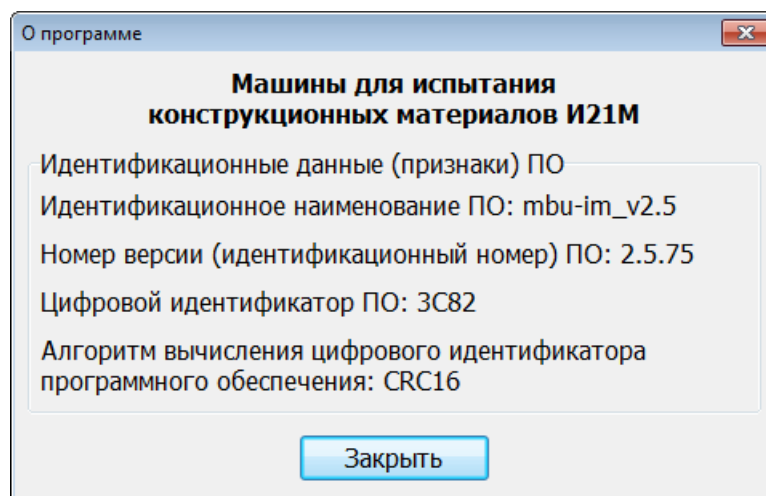 О программе
Машины для испытания
конструкционных материалов И21М
Идентификационные данные (признаки) ПО
Идентификационное наименование ПО: mbu-im_v2.5
Номер версии (идентификационный номер) ПО: 2.5.75
Цифровой идентификатор ПО: 3C82
Алгоритм вычисления цифрового идентификатора
программного обеспечения: CRC16
Закрыть